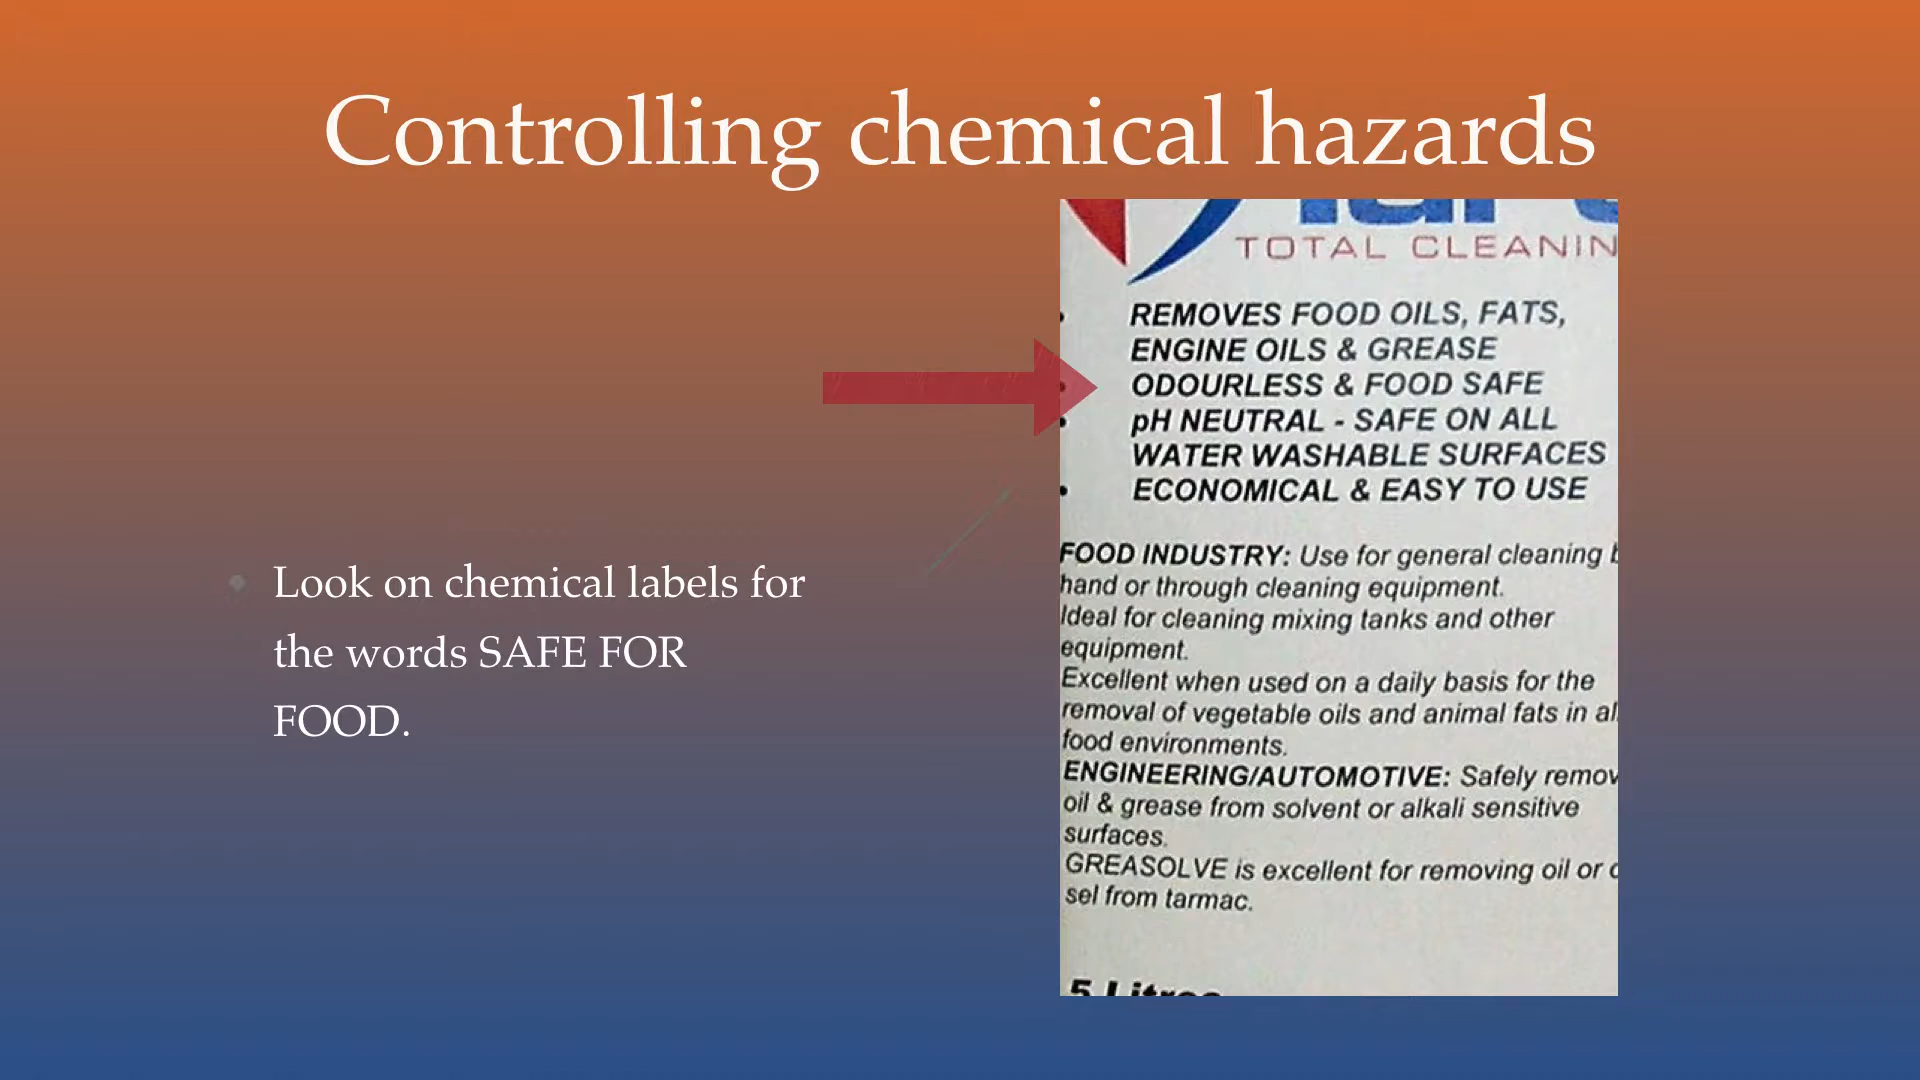 Controlling chemical hazards
TOTAL CLEANIN
REMOVES FOOD OILS, FATS,
ENGINE OILS & GREASE
ODOURLESS & FOOD SAFE
pH NEUTRAL - SAFE ON ALL
WATER WASHABLE SURFACES
ECONOMICAL & EASY TO USE
Look on chemical labels for
the words SAFE FOR
FOOD.
FOOD INDUSTRY: Use for general cleaning
hand or through cleaning equipment.
Ideal for cleaning mixing tanks and other
equipment.
Excellent when used on a daily basis for the
removal of vegetable oils and animal fats in al
food environments.
ENGINEERING/AUTOMOTIVE: Safely remov
oil & grease from solvent or alkali sensitive
surfaces.
GREASOLVE is excellent for removing oil or
sel from tarmac.
5 Litres